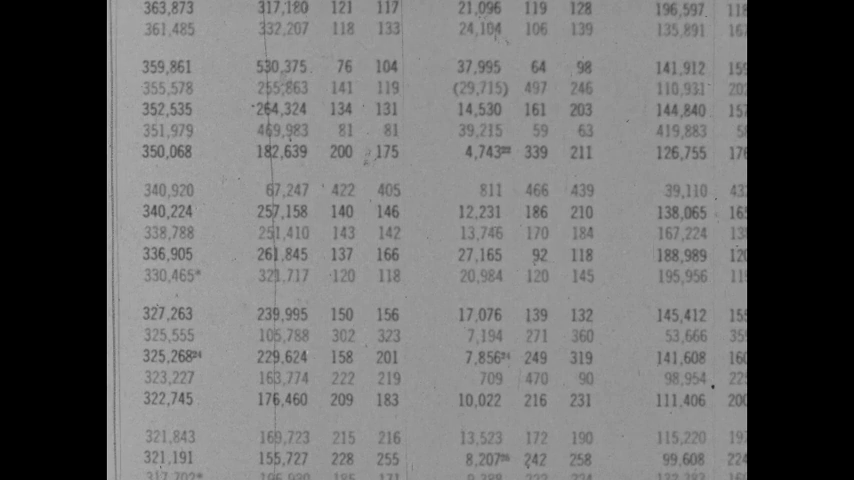 363,873 317,180 121 117 21,096 119 128 196,597 118
361,485 332,207 118 133 24,104 106 139 135,891
359,861 530,375 76 104 37,995 64 98 141,912
355,578 255,863 141 119 (29,715) 497 246 110,931
352,535 264,324 134 131 14,530 161 203 144,840 157
351,979 469,983 81 81 39,215 59 63 419,883
350,068 182,639 200 175 4,743 339 211 126,755 176
340,920 67,247 422 405 811 466 439 39,110
340,224 257,158 140 146 12,231 186 210 138,065
338,788 251,410 143 142 13,746 170 184 167,224
336,905 261,845 137 166 27,165 92 118 188,989
330,465* 321,717 120 118 20,984 120 145 195,956
327,263 239,995 150 156 17,076 139 132 145,412
325,555 105,788 302 323 7,194 271 360 53,666
325,268²⁴ 229,624 158 201 7,856²⁴ 249 319 141,608 160
323,227 163,774 222 219 709 470 90 98,954
322,745 176,460 209 183 10,022 216 231 111,406 200
321,843 169,723 215 216 13,523 172 190 115,220
321,191 155,727 228 255 8,207 242 258 99,608 224